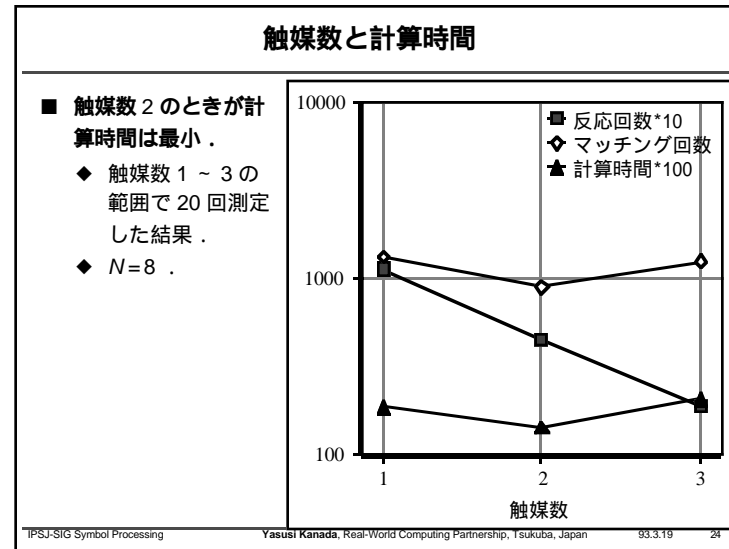 触媒数と計算時間
■ 触媒数 2 のときが計
算時間は最小．
◆ 触媒数 1 ~ 3 の
範囲で 20 回測定
した結果．
◆ N=8 ．
10000
1000
100
反応回数*10
マッチング回数
計算時間*100
1 2 3
触媒数
IPSJ-SIG Symbol Processing Yasusi Kanada, Real-World Computing Partnership, Tsukuba, Japan 93.3.19 24